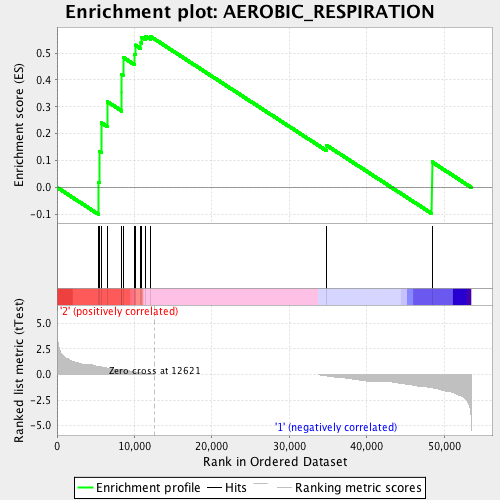 Enrichment plot: AEROBIC_RESPIRATION
Enrichment score (ES)
0.5
0.4
0.3
0.2
0.1
0.0
-0.1
'2' (positively correlated)
Ranked list metric (tTest)
5.0
2.5
0.0
-2.5
-5.0
Zero cross at 12621
'1' (negatively correlated)
0 10,000 20,000 30,000 40,000 50,000
Rank in Ordered Dataset
Enrichment profile Hits Ranking metric scores